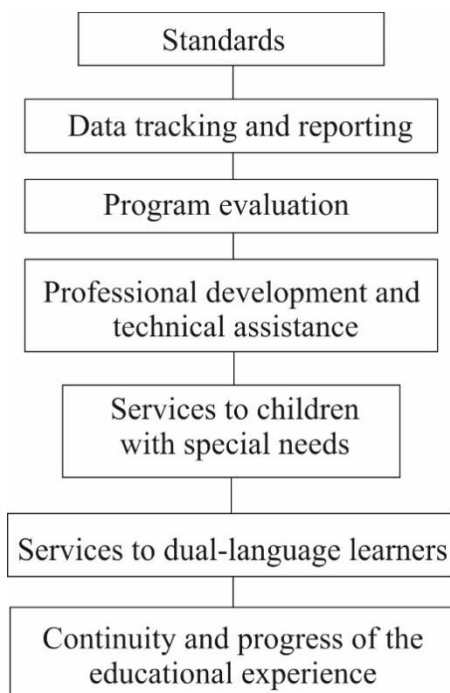 Standards
Data tracking and reporting
Program evaluation
Professional development and
technical assistance
Services to children
with special needs
Services to dual-language learners
Continuity and progress of the
educational experience